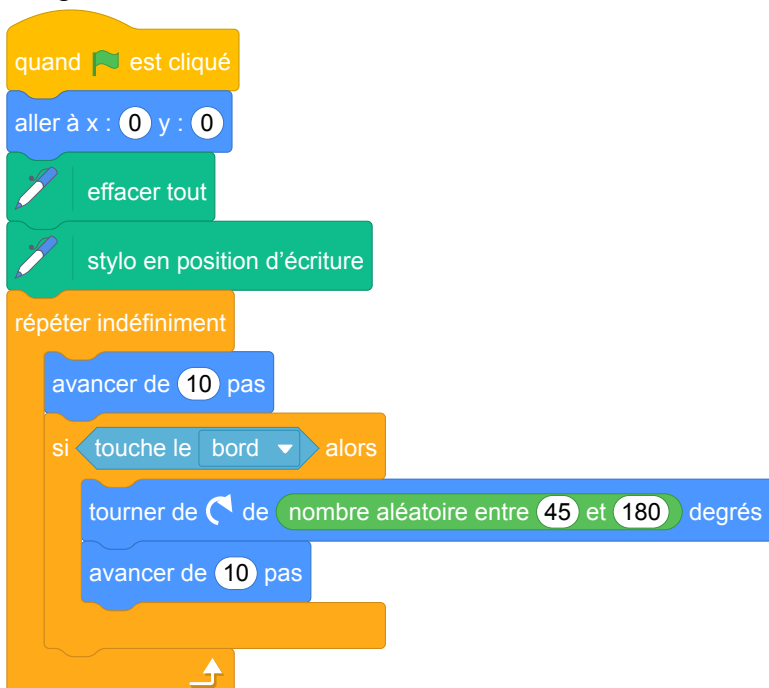 quand est cliqué
aller à x : 0 y : 0
effacer tout
stylo en position d’écriture
répéter indéfiniment
avancer de 10 pas
si touche le bord alors
tourner de de nombre aléatoire entre 45 et 180 degrés
avancer de 10 pas